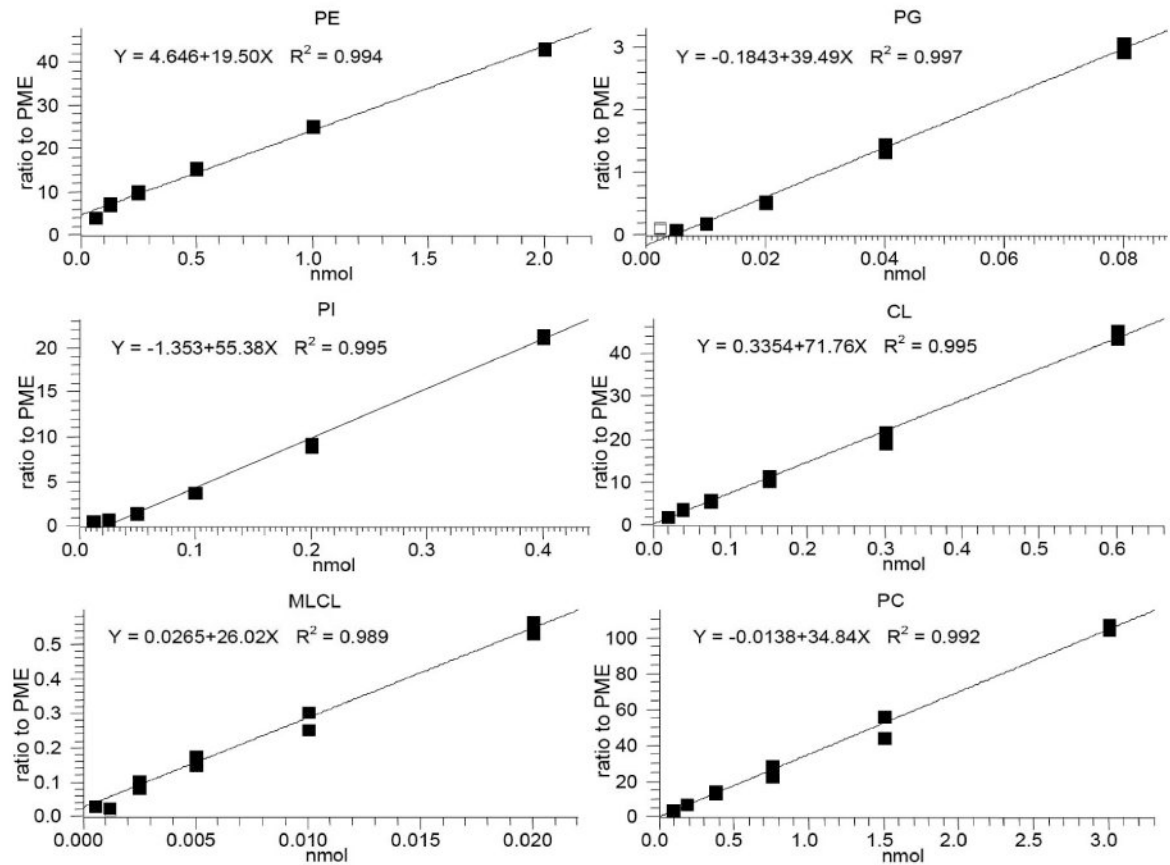 PE
Y = 4.646+19.50X R² = 0.994
ratio to PME
40
30
20
10
0
0.0 0.5 1.0 1.5 2.0
nmol
PG
Y = -0.1843+39.49X R² = 0.997
ratio to PME
3
2
1
0
0.00 0.02 0.04 0.06 0.08
nmol
PI
Y = -1.353+55.38X R² = 0.995
ratio to PME
20
15
10
5
0
0.0 0.1 0.2 0.3 0.4
nmol
CL
Y = 0.3354+71.76X R² = 0.995
ratio to PME
40
30
20
10
0
0.0 0.1 0.2 0.3 0.4 0.5 0.6
nmol
MLCL
Y = 0.0265+26.02X R² = 0.989
ratio to PME
0.5
0.4
0.3
0.2
0.1
0.0
0.000 0.005 0.010 0.015 0.020
nmol
PC
Y = -0.0138+34.84X R² = 0.992
ratio to PME
100
80
60
40
20
0
0.0 0.5 1.0 1.5 2.0 2.5 3.0
nmol